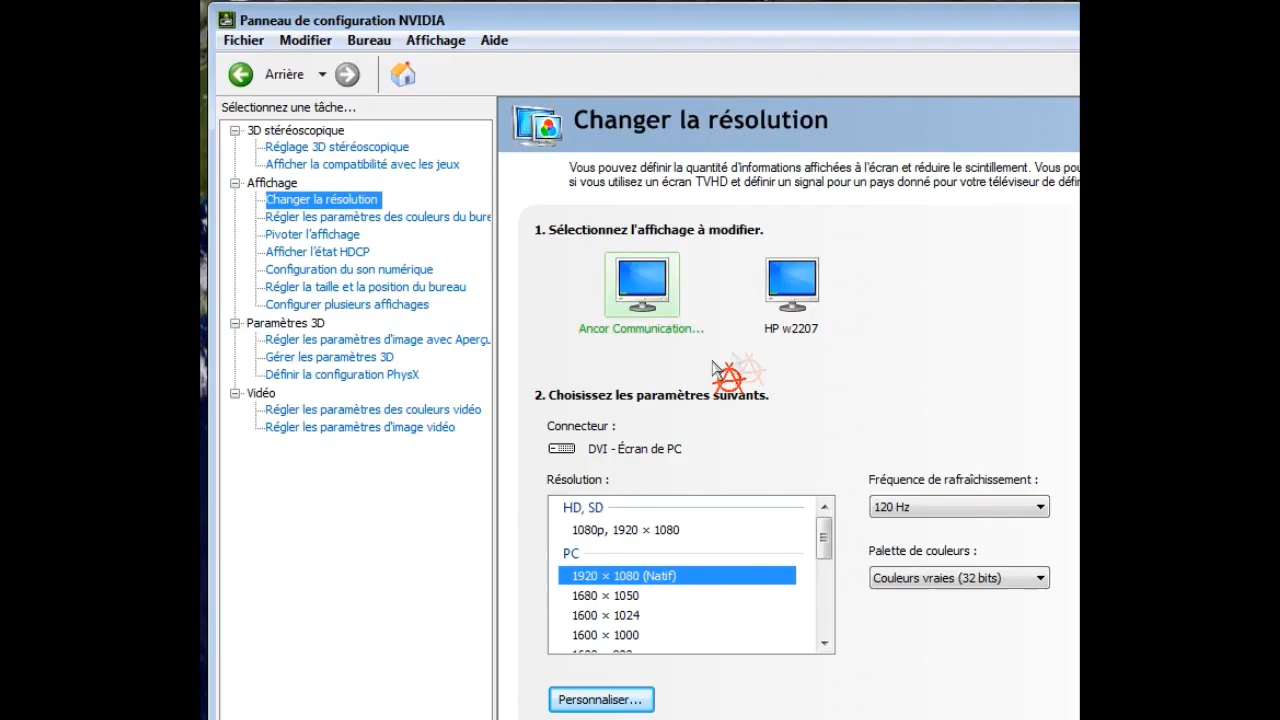 Panneau de configuration NVIDIA
Fichier Modifier Bureau Affichage Aide
Arrière
Sélectionnez une tâche...
3D stéréoscopique
Réglage 3D stéréoscopique
Afficher la compatibilité avec les jeux
Affichage
Changer la résolution
Régler les paramètres des couleurs du bure
Pivoter l'affichage
Afficher l'état HDCP
Configuration du son numérique
Régler la taille et la position du bureau
Configurer plusieurs affichages
Paramètres 3D
Régler les paramètres d'image avec Aperçu
Gérer les paramètres 3D
Définir la configuration PhysX
Vidéo
Régler les paramètres des couleurs vidéo
Régler les paramètres d'image vidéo
Changer la résolution
Vous pouvez définir la quantité d'informations affichées à l'écran et réduire le scintillement. Vous pou
si vous utilisez un écran TVHD et définir un signal pour un pays donné pour votre téléviseur de défin
1. Sélectionnez l'affichage à modifier.
Ancor Communication... HP w2207
2. Choisissez les paramètres suivants.
Connecteur :
DVI - Écran de PC
Résolution :
HD, SD
1080p, 1920 × 1080
PC
1920 × 1080 (Natif)
1680 × 1050
1600 × 1024
1600 × 1000
Fréquence de rafraîchissement :
120 Hz
Palette de couleurs :
Couleurs vraies (32 bits)
Personnaliser...